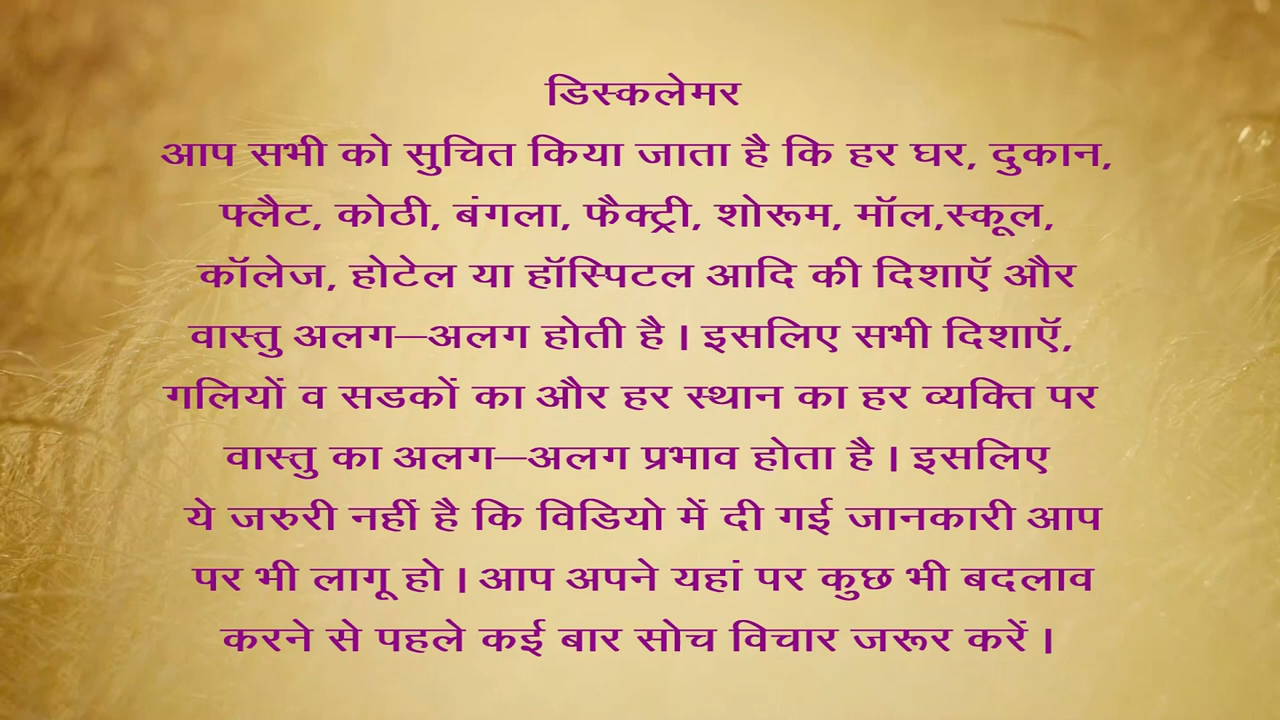 डिस्कलेमर
आप सभी को सुचित किया जाता है कि हर घर, दुकान,
फ्लैट, कोठी, बंगला, फैक्ट्री, शोरूम, मॉल,स्कूल,
कॉलेज, होटेल या हॉस्पिटल आदि की दिशाऍ और
वास्तु अलग–अलग होती है । इसलिए सभी दिशाऍ,
गलियों व सडकों का और हर स्थान का हर व्यक्ति पर
वास्तु का अलग–अलग प्रभाव होता है । इसलिए
ये जरुरी नहीं है कि विडियो में दी गई जानकारी आप
पर भी लागू हो । आप अपने यहां पर कुछ भी बदलाव
करने से पहले कई बार सोच विचार जरूर करें ।